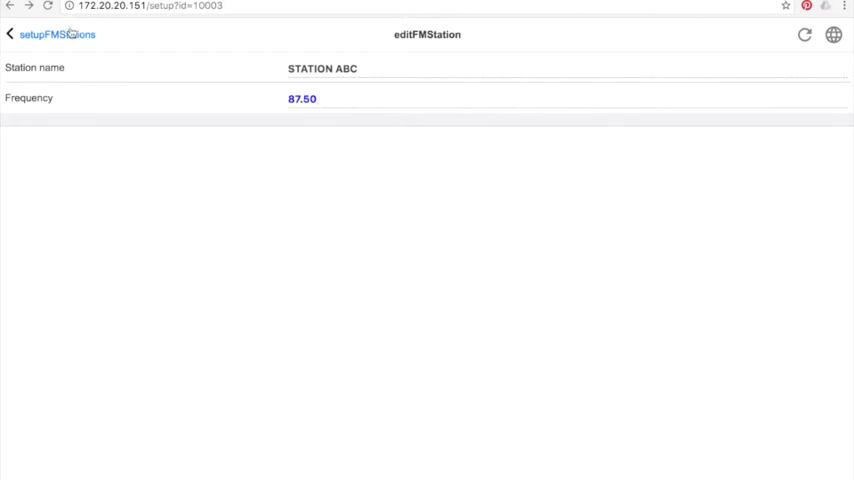 172.20.20.151/setup?id=10003
setupFMStations
editFMStation
Station name
STATION ABC
Frequency
87.50